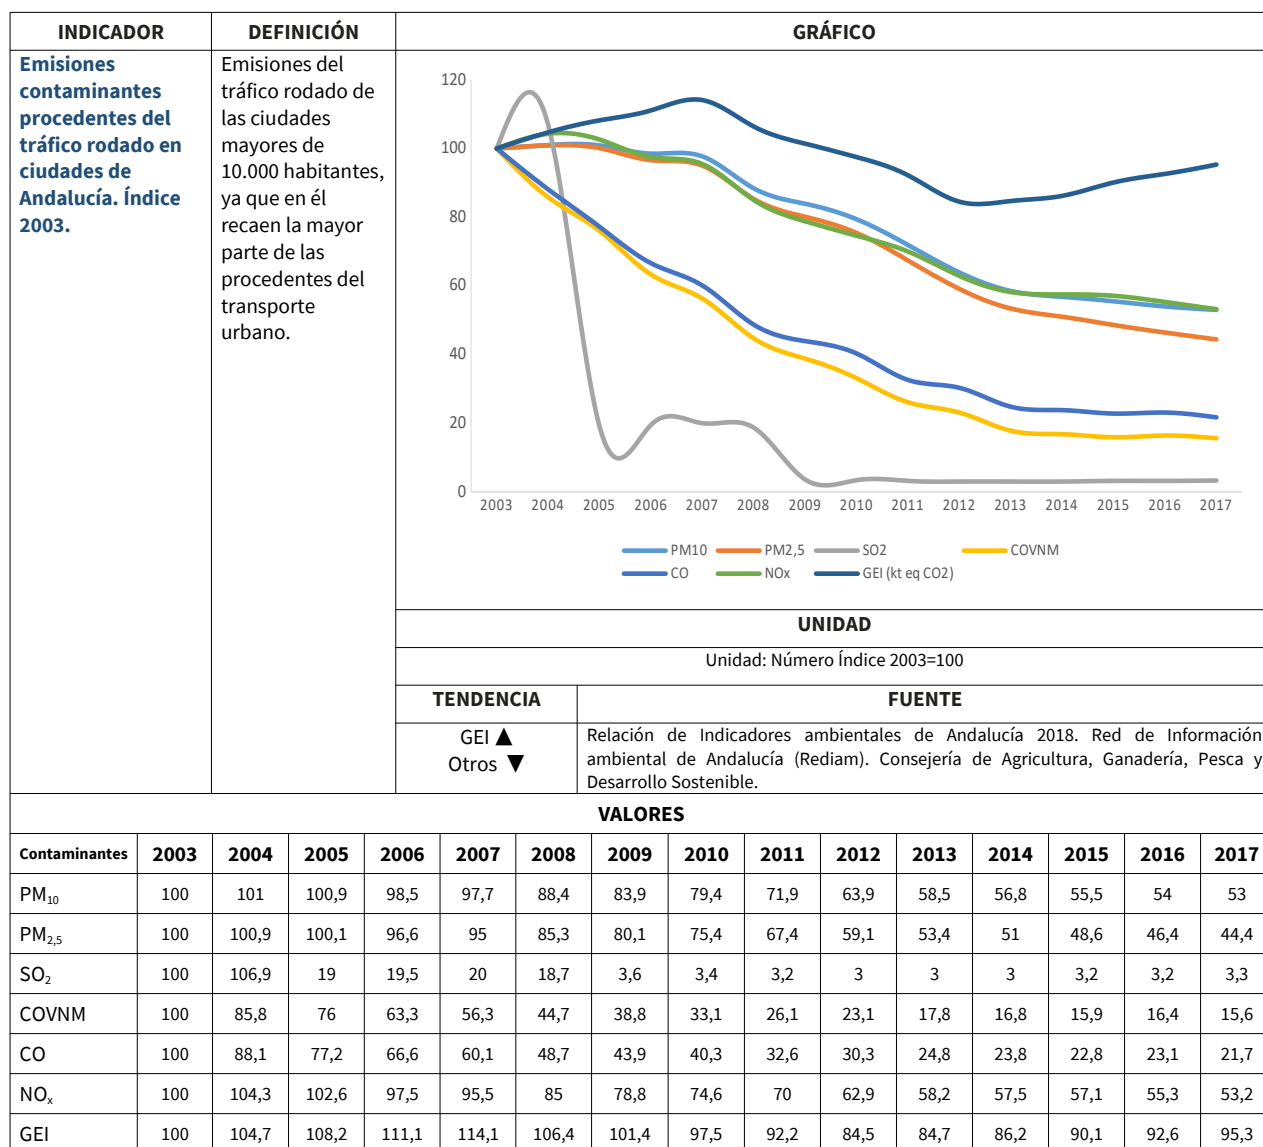 INDICADOR DEFINICIÓN GRÁFICO
Emisiones
contaminantes
procedentes del
tráfico rodado en
ciudades de
Andalucía. Índice
2003.
Emisiones del
tráfico rodado de
las ciudades
mayores de
10.000 habitantes,
ya que en él
recaen la mayor
parte de las
procedentes del
transporte
urbano.
120
100
80
60
40
20
0
2003 2004 2005 2006 2007 2008 2009 2010 2011 2012 2013 2014 2015 2016 2017
PM10 PM2,5 SO2 COVNM
CO NOx GEI (kt eq CO2)
UNIDAD
Unidad: Número Índice 2003=100
TENDENCIA FUENTE
GEI ▲
Otros ▼
Relación de Indicadores ambientales de Andalucía 2018. Red de Información
ambiental de Andalucía (Rediam). Consejería de Agricultura, Ganadería, Pesca y
Desarrollo Sostenible.
VALORES
Contaminantes 2003 2004 2005 2006 2007 2008 2009 2010 2011 2012 2013 2014 2015 2016 2017
PM₁₀ 100 101 100,9 98,5 97,7 88,4 83,9 79,4 71,9 63,9 58,5 56,8 55,5 54 53
PM₂,₅ 100 100,9 100,1 96,6 95 85,3 80,1 75,4 67,4 59,1 53,4 51 48,6 46,4 44,4
SO₂ 100 106,9 19 19,5 20 18,7 3,6 3,4 3,2 3 3 3 3,2 3,2 3,3
COVNM 100 85,8 76 63,3 56,3 44,7 38,8 33,1 26,1 23,1 17,8 16,8 15,9 16,4 15,6
CO 100 88,1 77,2 66,6 60,1 48,7 43,9 40,3 32,6 30,3 24,8 23,8 22,8 23,1 21,7
NOₓ 100 104,3 102,6 97,5 95,5 85 78,8 74,6 70 62,9 58,2 57,5 57,1 55,3 53,2
GEI 100 104,7 108,2 111,1 114,1 106,4 101,4 97,5 92,2 84,5 84,7 86,2 90,1 92,6 95,3